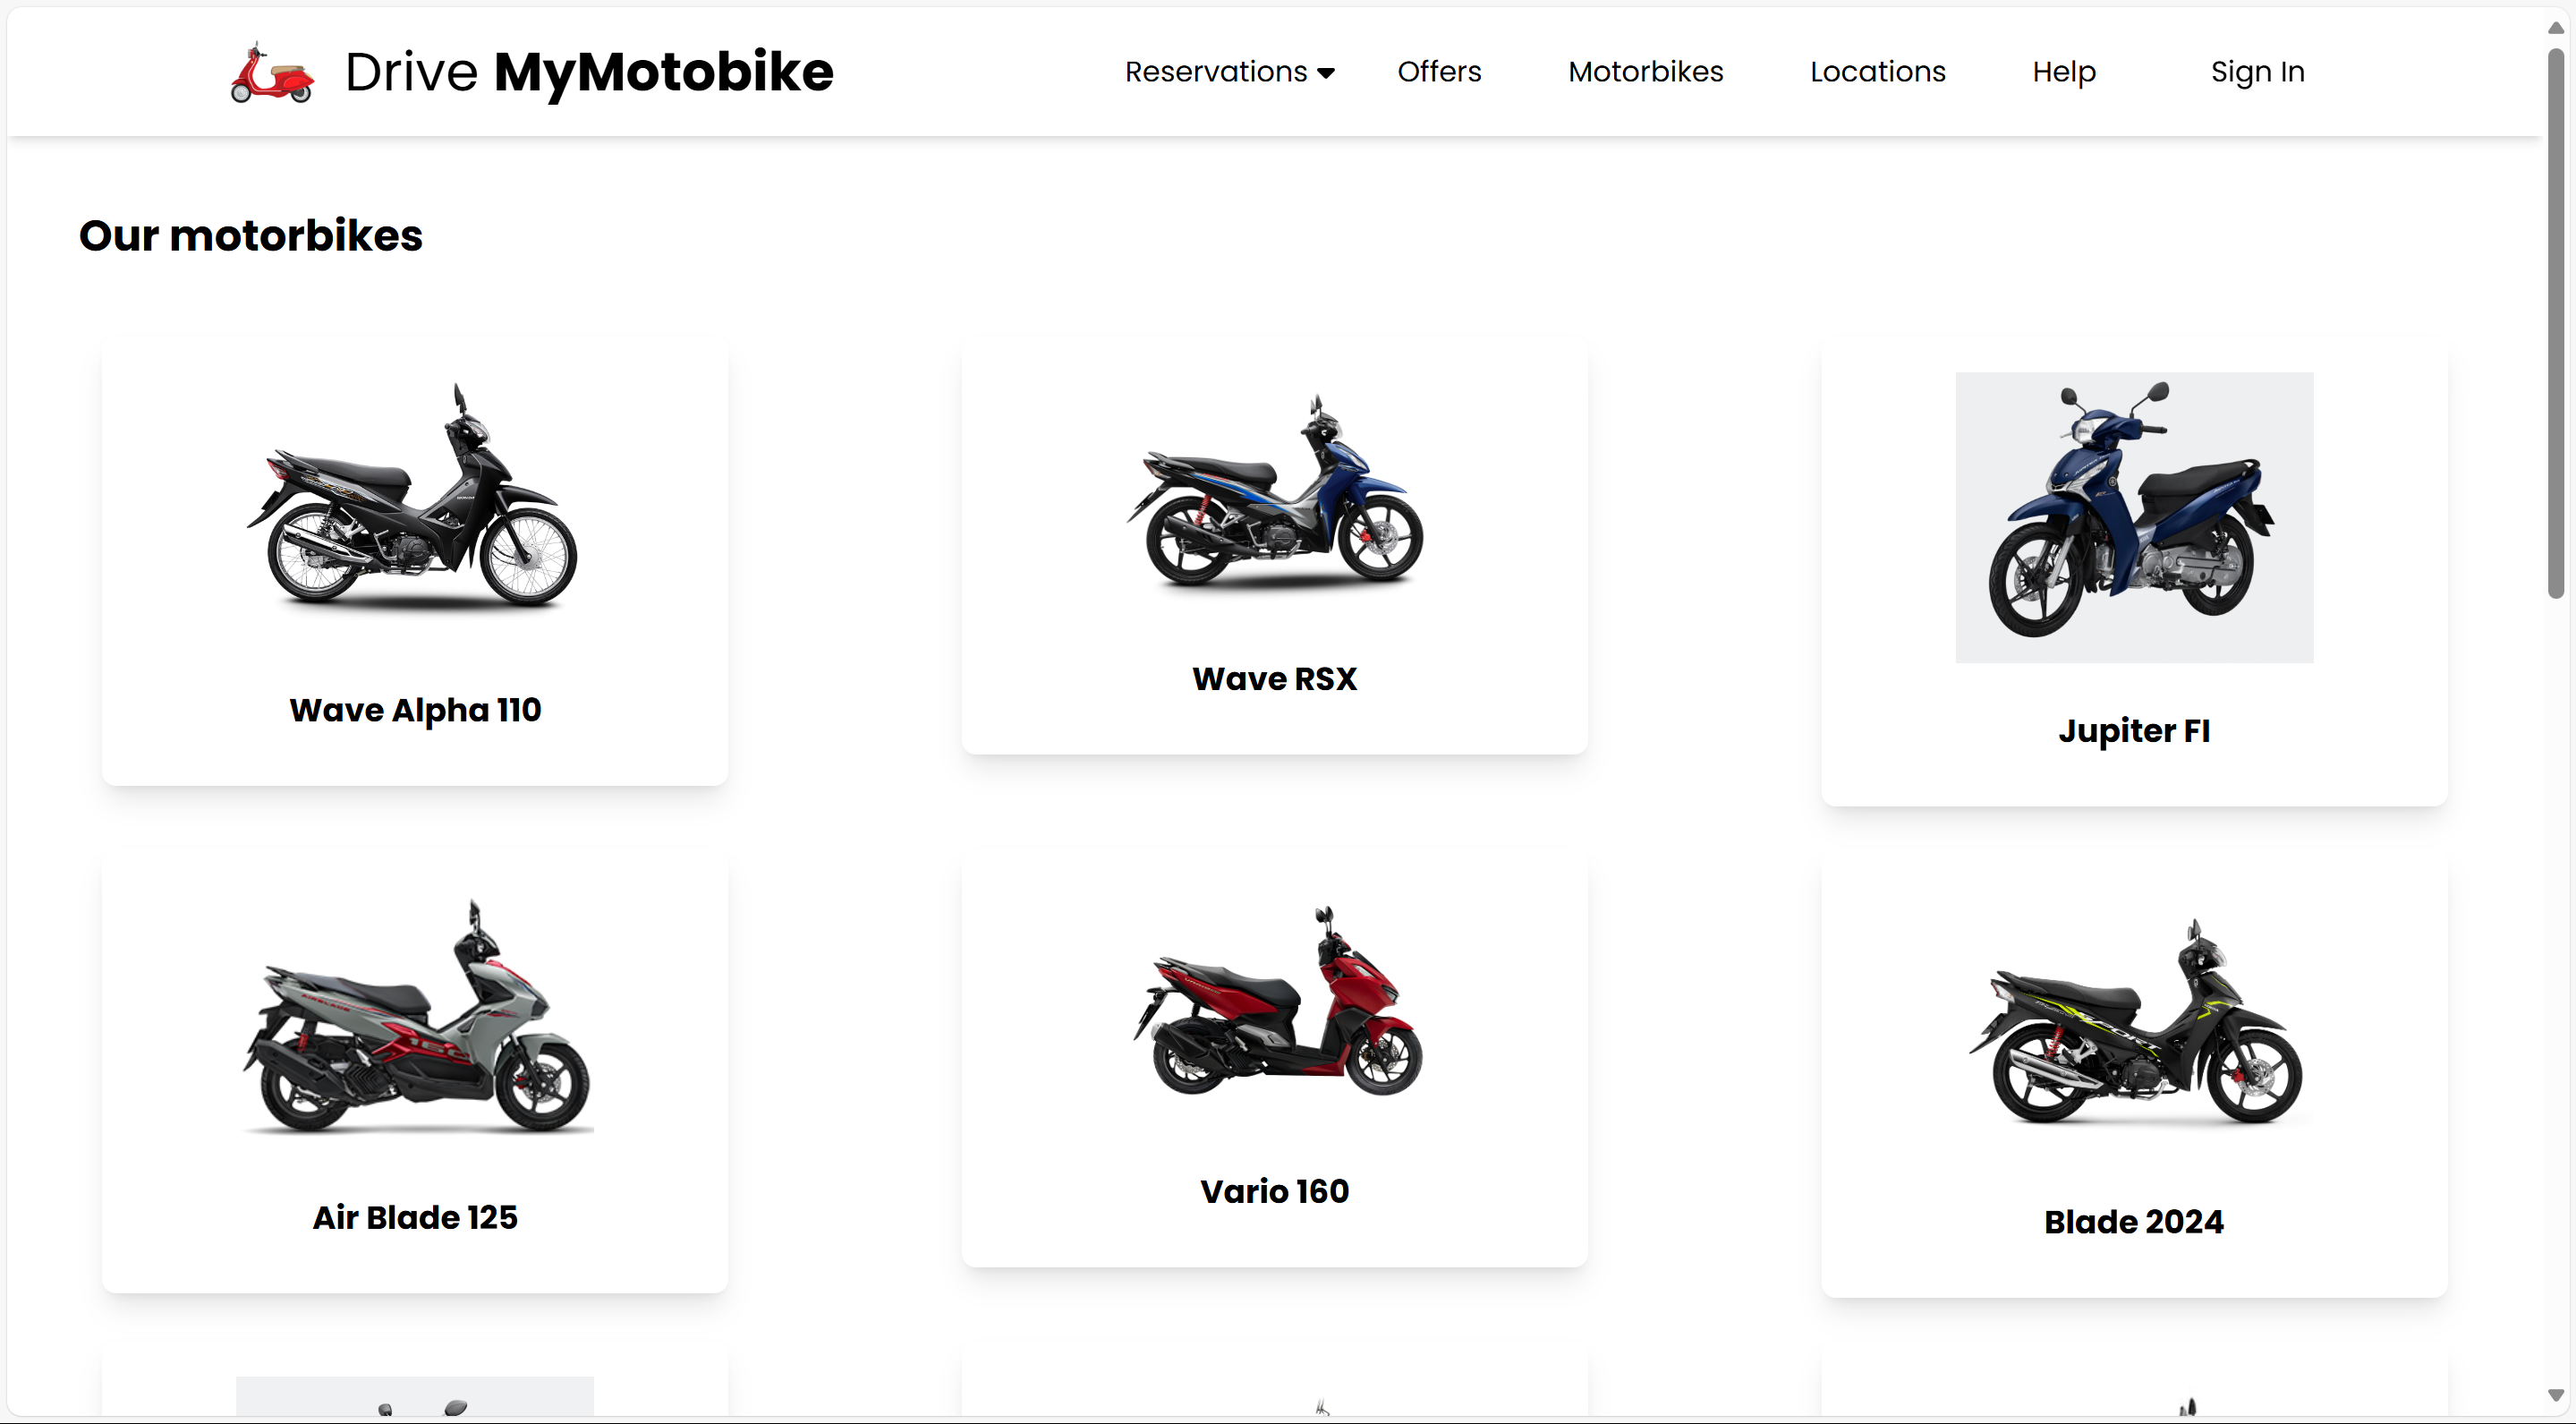 Drive MyMotobike
Reservations
Offers
Motorbikes
Locations
Help
Sign In
Our motorbikes
Wave Alpha 110
Wave RSX
Jupiter FI
Air Blade 125
Vario 160
Blade 2024